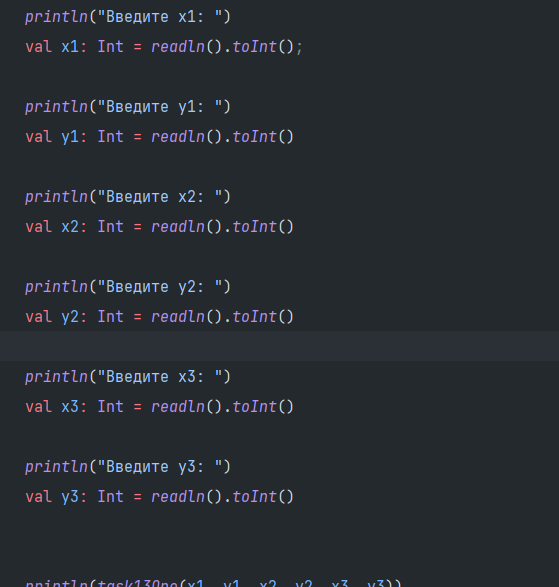 println("Введите x1: ")
val x1: Int = readln().toInt();
println("Введите y1: ")
val y1: Int = readln().toInt()
println("Введите x2: ")
val x2: Int = readln().toInt()
println("Введите y2: ")
val y2: Int = readln().toInt()
println("Введите x3: ")
val x3: Int = readln().toInt()
println("Введите y3: ")
val y3: Int = readln().toInt()
println(task13One(x1, y1, x2, y2, x3, y3))